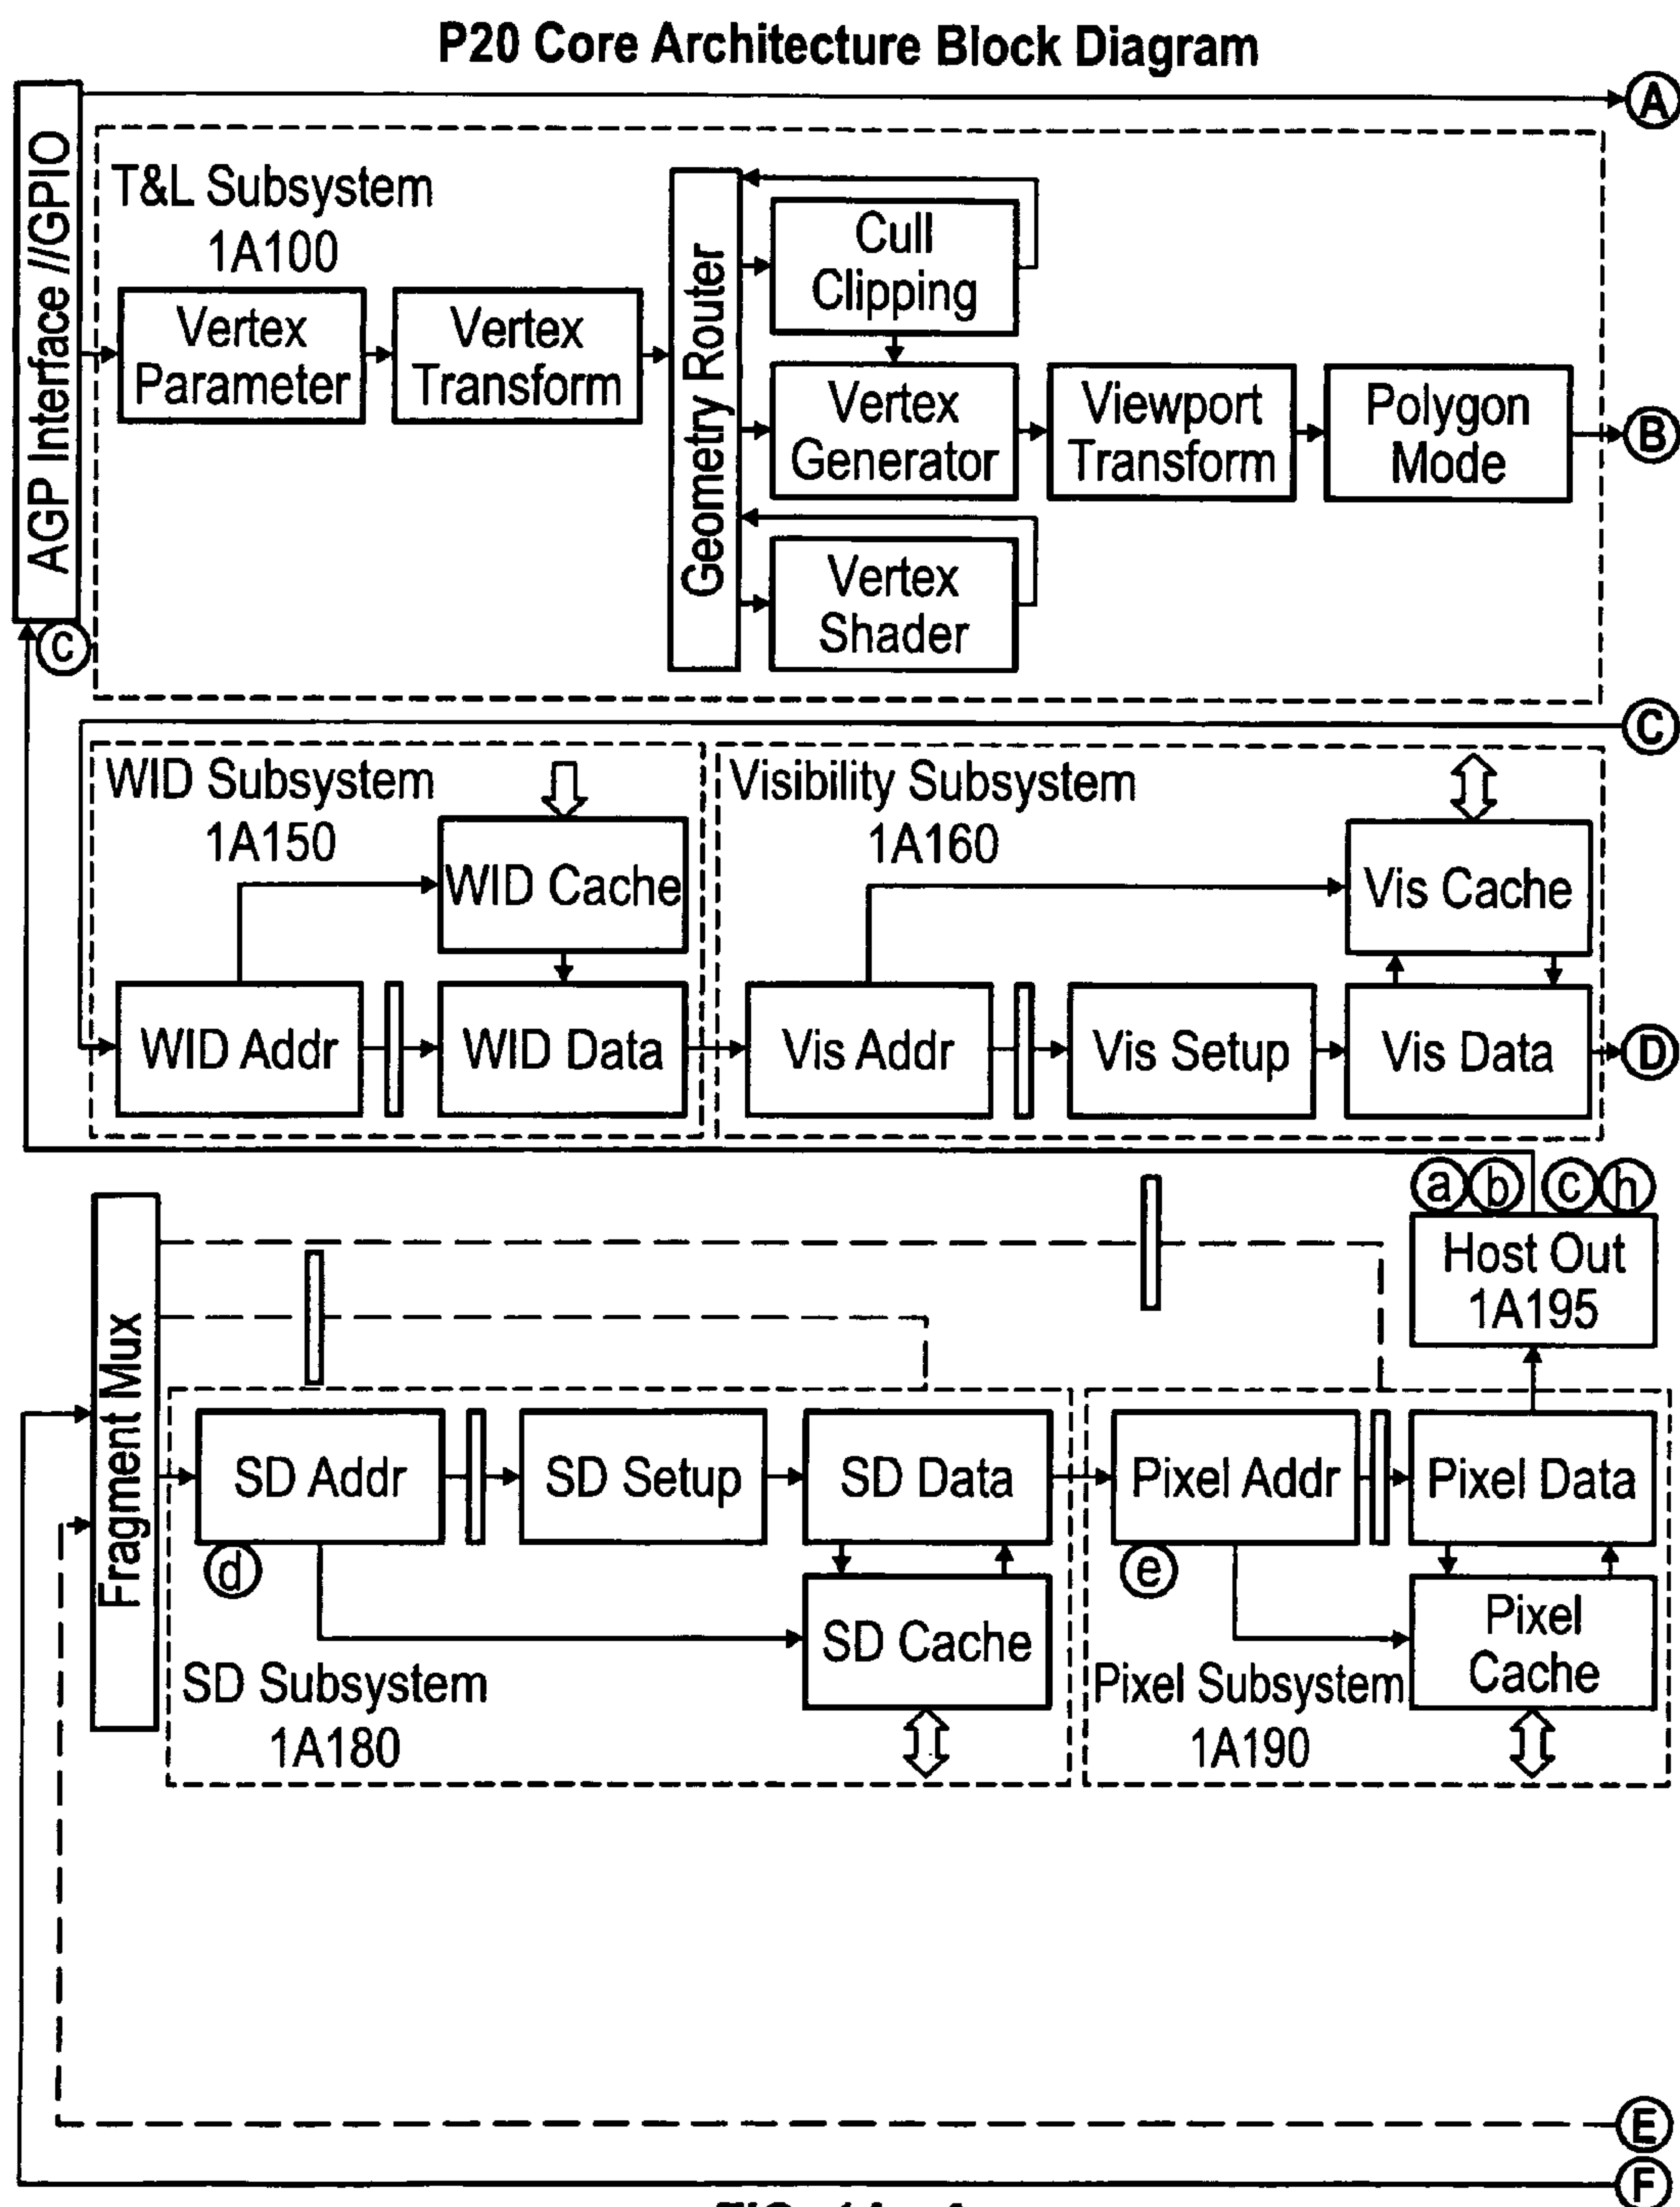 P20 Core Architecture Block Diagram
A
AGP Interface //GPIO
C
T&L Subsystem
1A100
Vertex
Parameter
Vertex
Transform
Geometry Router
Cull
Clipping
Vertex
Generator
Viewport
Transform
Polygon
Mode
B
Vertex
Shader
C
WID Subsystem
1A150
WID Cache
WID Addr
WID Data
Visibility Subsystem
1A160
Vis Cache
Vis Addr
Vis Setup
Vis Data
D
a b c h
Host Out
1A195
Fragment Mux
SD Addr
d
SD Setup
SD Data
SD Cache
SD Subsystem
1A180
Pixel Addr
e
Pixel Data
Pixel
Cache
Pixel Subsystem
1A190
E
F